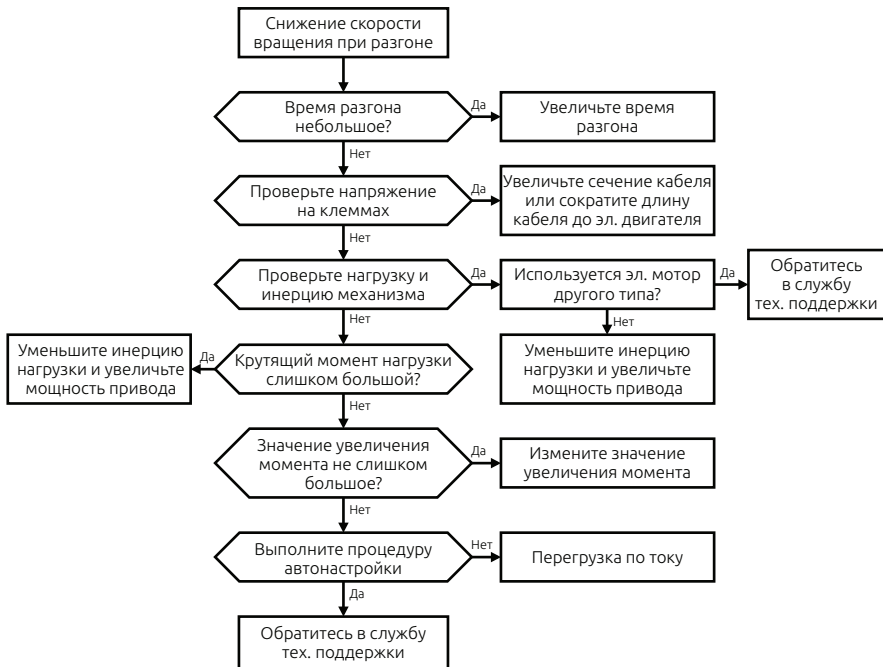 Снижение скорости
вращения при разгоне
Время разгона
небольшое?
Да
Увеличьте время
разгона
Нет
Проверьте напряжение
на клеммах
Да
Увеличьте сечение кабеля
или сократите длину
кабеля до эл. двигателя
Нет
Проверьте нагрузку и
инерцию механизма
Да
Используется эл. мотор
другого типа?
Да
Обратитесь
в службу
тех. поддержки
Нет
Нет
Уменьшите инерцию
нагрузки и увеличьте
мощность привода
Да
Крутящий момент нагрузки
слишком большой?
Уменьшите инерцию
нагрузки и увеличьте
мощность привода
Нет
Значение увеличения
момента не слишком
большое?
Да
Измените значение
увеличения момента
Нет
Выполните процедуру
автонастройки
Нет
Перегрузка по току
Да
Обратитесь в службу
тех. поддержки